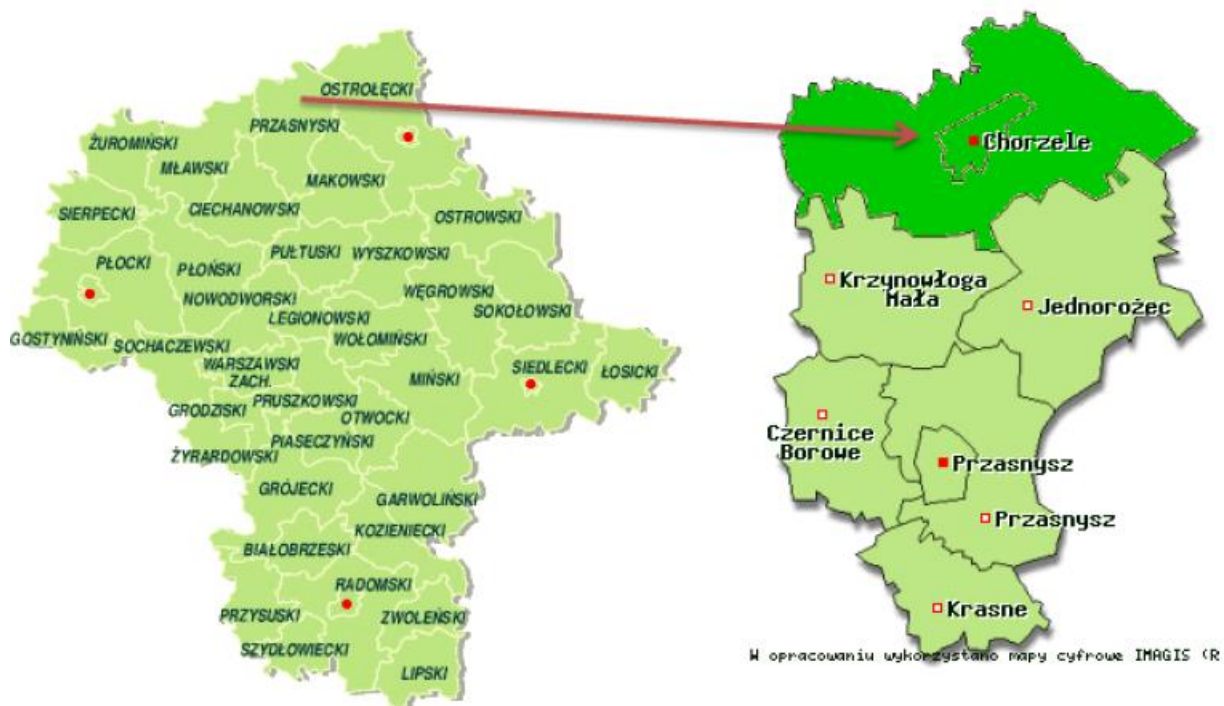 OSTROŁĘCKI
PRZASNYSKI
ŻUROMIŃSKI
MŁAWSKI
MAKOWSKI
SIERPECKI
CIECHANOWSKI
OSTROWSKI
PŁOCKI
PŁOŃSKI
PUŁTUSKI
WYSZKOWSKI
NOWODWORSKI
WĘGROWSKI
SOKOŁOWSKI
LEGIONOWSKI
GOSTYNIŃSKI
SOCHACZEWSKI
WOŁOMIŃSKI
WARSZAWSKI
ZACH.
MIŃSKI
SIEDLECKI
ŁOSICKI
GRODZISKI
PRUSZKOWSKI
OTWOCKI
PIASECZYŃSKI
ŻYRARDOWSKI
GRÓJECKI
GARWOLIŃSKI
KOZIENICKI
BIAŁOBRZESKI
RADOMSKI
PRZYSUSKI
ZWOLEŃSKI
SZYDŁOWIECKI
LIPSKI
Chorzele
Krzynowłoga
Mała
Jednorożec
Czernice
Borowe
Przasnysz
Przasnysz
Krasne
W opracowaniu wykorzystano mapy cyfrowe IMAGIS (R